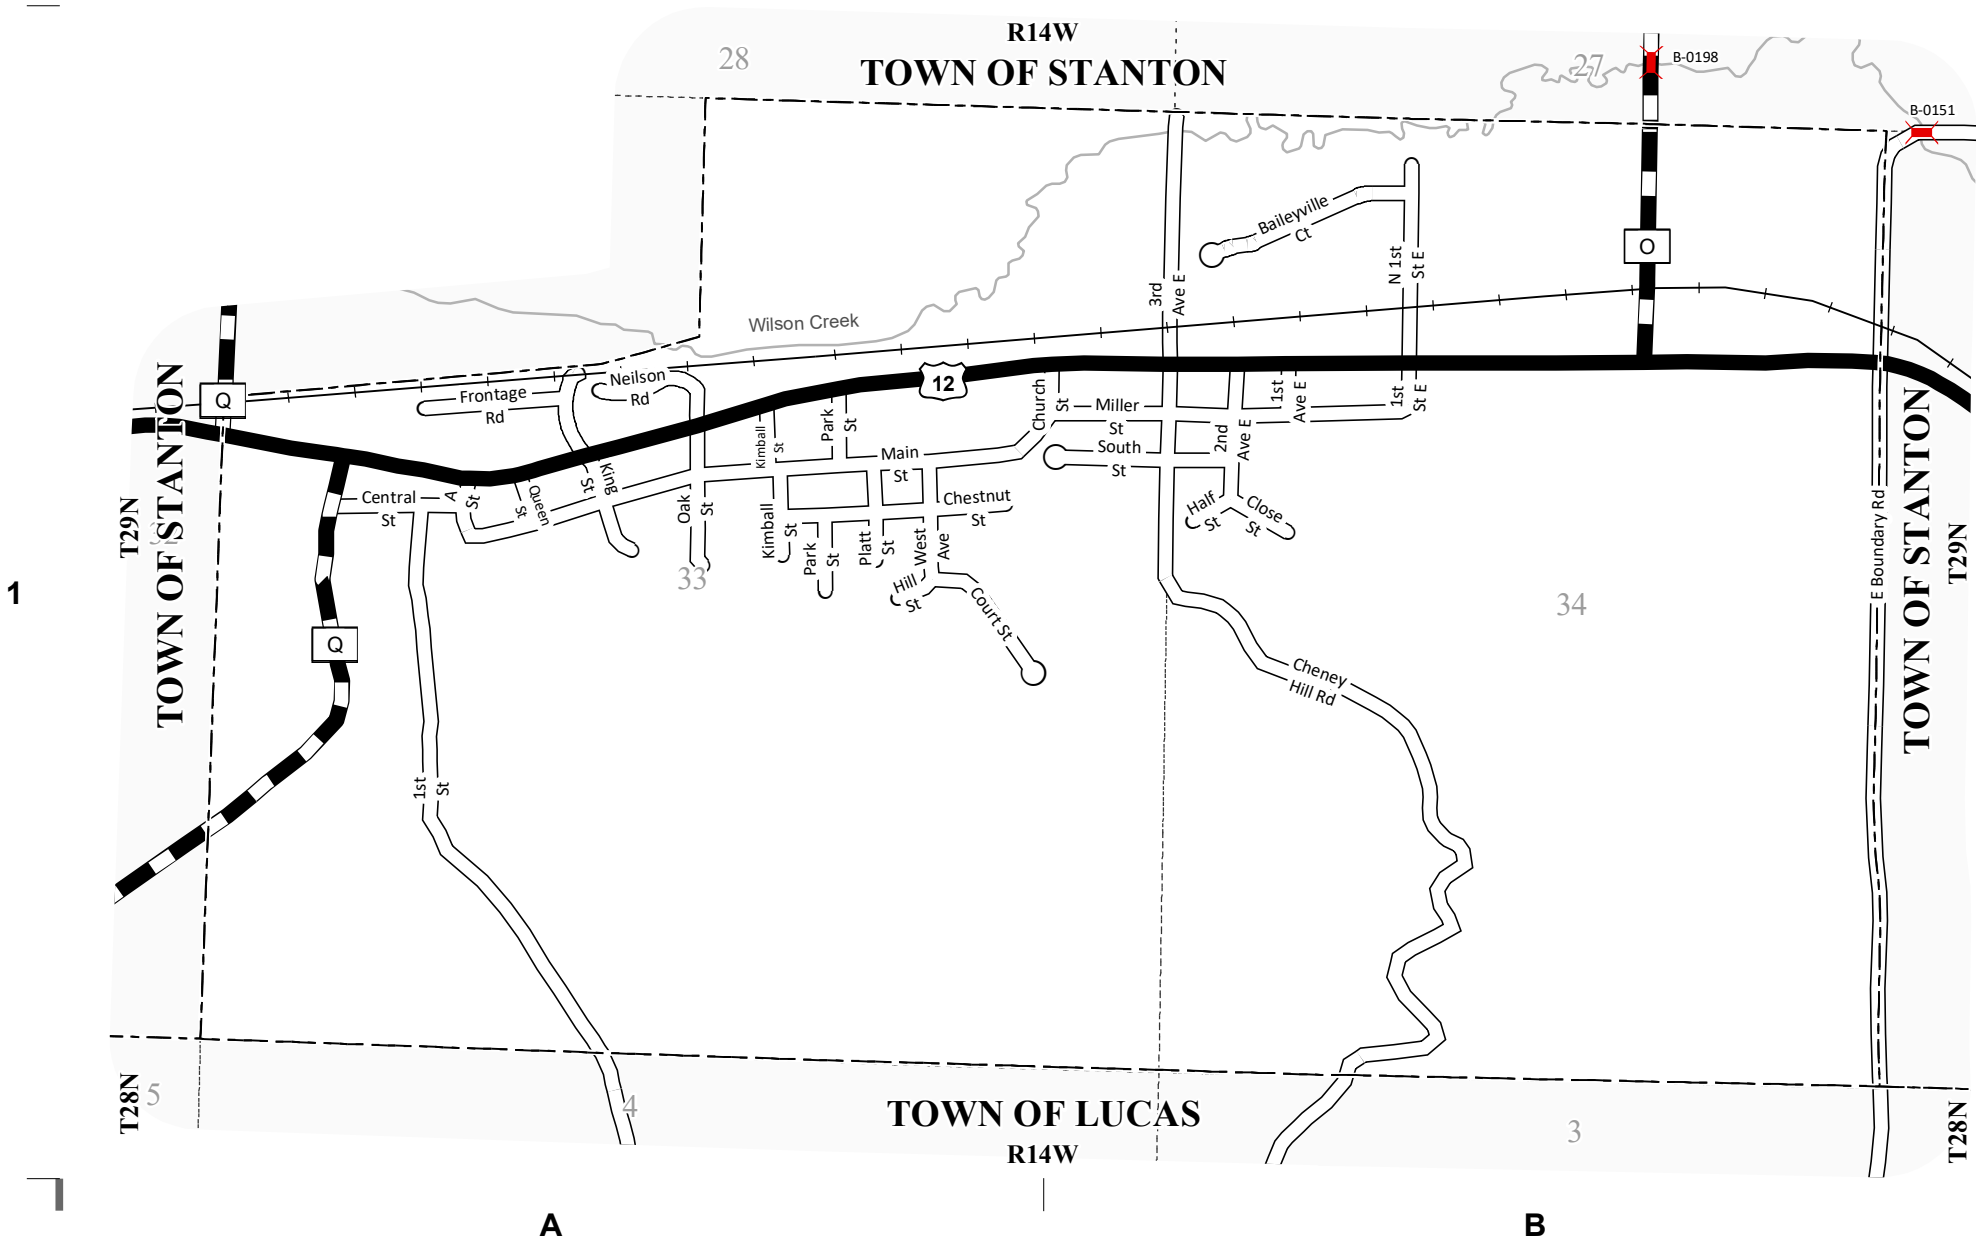 R14W
28
TOWN OF STANTON
27
B-0198
B-0151
Baileyville
Ct
N 1st
St E
O
3rd
Ave E
Wilson Creek
TOWN OF STANTON
Q
Frontage
Rd
Neilson
Rd
12
Church
St
Miller
St
1st
Ave E
1st
St E
Park
St
Kimball
St
Main
St
South
St
2nd
Ave E
TOWN OF STANTON
T29N
32
Central
St
A
St
Queen
St
King
St
Oak
St
Kimball
St
Park
St
Platt
St
West
Ave
Chestnut
St
Half
St
Close
St
E Boundary Rd
T29N
1
33
Hill
St
Court St
34
Q
Cheney
Hill Rd
1st
St
T28N
5
4
TOWN OF LUCAS
R14W
3
T28N
A
B